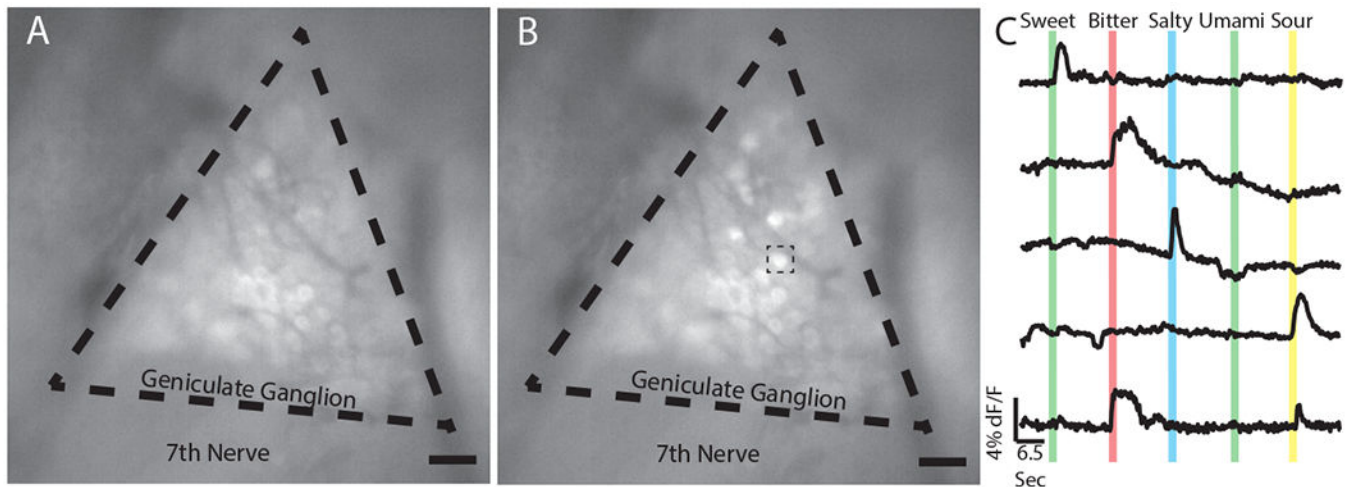 A
Geniculate Ganglion
7th Nerve
B
Geniculate Ganglion
7th Nerve
C
Sweet Bitter Salty Umami Sour
4% dF/F
6.5
Sec